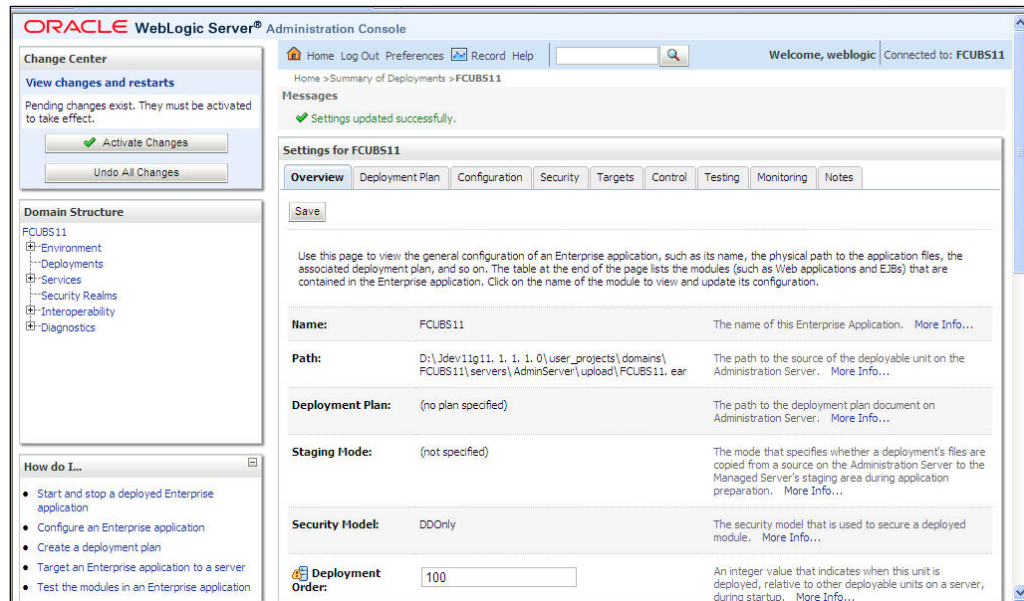 ORACLE WebLogic Server® Administration Console
Change Center
View changes and restarts
Pending changes exist. They must be activated
to take effect.
Activate Changes
Undo All Changes
Domain Structure
FCUBS11
Environment
Deployments
Services
Security Realms
Interoperability
Diagnostics
How do I...
Start and stop a deployed Enterprise
application
Configure an Enterprise application
Create a deployment plan
Target an Enterprise application to a server
Test the modules in an Enterprise application
Home Log Out Preferences Record Help
Welcome, weblogic Connected to: FCUBS11
Home >Summary of Deployments >FCUBS11
Messages
Settings updated successfully.
Settings for FCUBS11
Overview Deployment Plan Configuration Security Targets Control Testing Monitoring Notes
Save
Use this page to view the general configuration of an Enterprise application, such as its name, the physical path to the application files, the
associated deployment plan, and so on. The table at the end of the page lists the modules (such as Web applications and EJBs) that are
contained in the Enterprise application. Click on the name of the module to view and update its configuration.
Name: FCUBS11 The name of this Enterprise Application. More Info...
Path: D:\Jdev11g11. 1. 1. 1. 0\user_projects\domains\ The path to the source of the deployable unit on the
FCUBS11\servers\AdminServer\upload\FCUBS11. ear Administration Server. More Info...
Deployment Plan: (no plan specified) The path to the deployment plan document on
Administration Server. More Info...
Staging Mode: (not specified) The mode that specifies whether a deployment's files are
copied from a source on the Administration Server to the
Managed Server's staging area during application
preparation. More Info...
Security Model: DDOnly The security model that is used to secure a deployed
module. More Info...
Deployment 100 An integer value that indicates when this unit is
Order: deployed, relative to other deployable units on a server,
during startup. More Info...